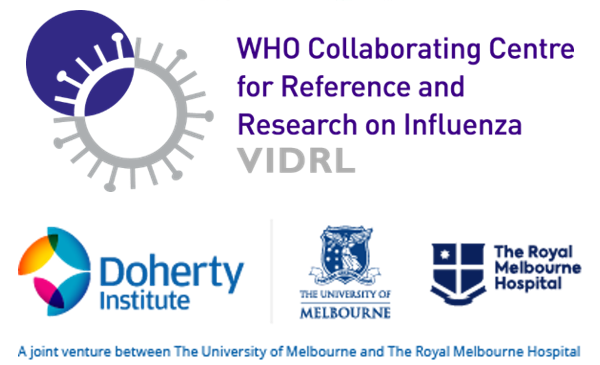 WHO Collaborating Centre
for Reference and
Research on Influenza
VIDRL
Doherty
Institute
THE UNIVERSITY OF
MELBOURNE
The Royal
Melbourne
Hospital
A joint venture between The University of Melbourne and The Royal Melbourne Hospital